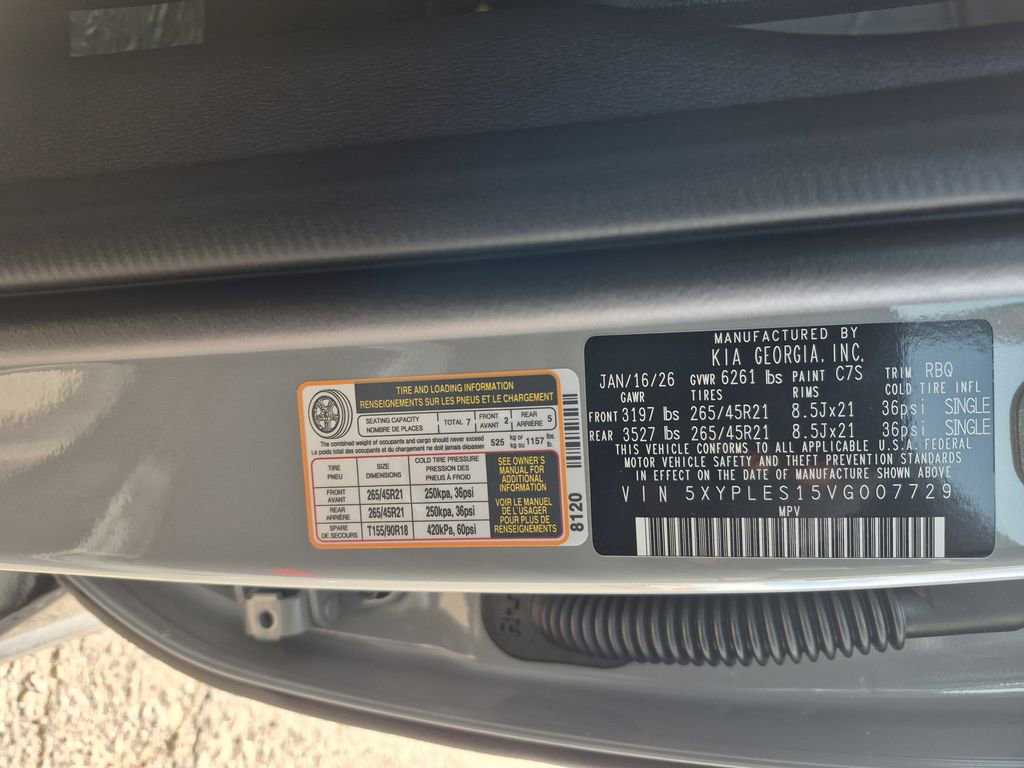 TIRE AND LOADING INFORMATION
RENSEIGNEMENTS SUR LES PNEUS ET LE CHARGEMENT
SEATING CAPACITY
NOMBRE DE PLACES
TOTAL 7
FRONT
AVANT 2
REAR
ARRIÈRE 5
The combined weight of occupants and cargo should never exceed
Le poids total des occupants et du chargement ne doit jamais dépasser
525 kg or
kg ou 1157 lbs.
lb.
TIRE
PNEU
SIZE
DIMENSIONS
COLD TIRE PRESSURE
PRESSION DES
PNEUS À FROID
FRONT
AVANT
265/45R21
250kpa, 36psi
REAR
ARRIÈRE
265/45R21
250kpa, 36psi
SPARE
DE SECOURS
T155/90R18
420kPa, 60psi
SEE OWNER'S
MANUAL FOR
ADDITIONAL
INFORMATION
VOIR LE MANUEL
DE L'USAGER
POUR PLUS DE
RENSEIGNEMENTS
8120
MANUFACTURED BY
KIA GEORGIA, INC.
JAN/16/26 GVWR 6261 lbs PAINT C7S TRIM RBQ
GAWR TIRES RIMS COLD TIRE INFL
FRONT 3197 lbs 265/45R21 8.5Jx21 36psi SINGLE
REAR 3527 lbs 265/45R21 8.5Jx21 36psi SINGLE
THIS VEHICLE CONFORMS TO ALL APPLICABLE U.S.A. FEDERAL
MOTOR VEHICLE SAFETY AND THEFT PREVENTION STANDARDS
IN EFFECT ON THE DATE OF MANUFACTURE SHOWN ABOVE
VIN 5XYPLES15VG007729
MPV